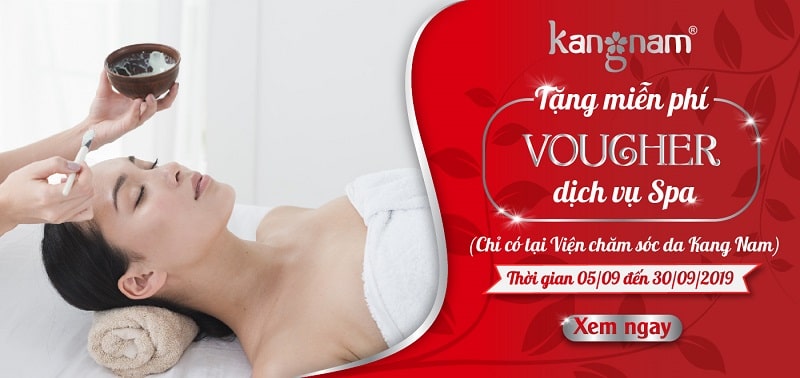 kangnam®
Tặng miễn phí
VOUCHER
dịch vụ Spa
(Chỉ có tại Viện chăm sóc da Kang Nam)
Thời gian 05/09 đến 30/09/2019
Xem ngay